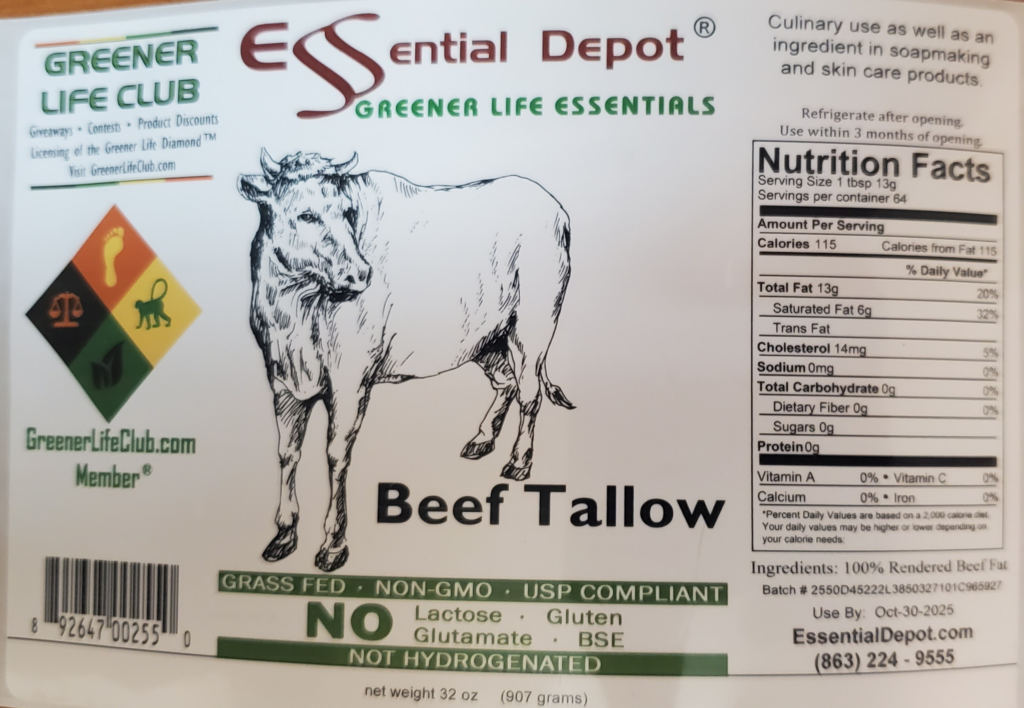 GREENER
LIFE CLUB
Giveaways • Contests • Product Discounts
Licensing of the Greener Life Diamond™
Visit GreenerLifeClub.com
GreenerLifeClub.com
Member®
8 92647 00255 0
ESSential Depot®
GREENER LIFE ESSENTIALS
Beef Tallow
GRASS FED · NON-GMO · USP COMPLIANT
NO Lactose · Gluten
Glutamate · BSE
NOT HYDROGENATED
net weight 32 oz (907 grams)
Culinary use as well as an
ingredient in soapmaking
and skin care products.
Refrigerate after opening.
Use within 3 months of opening.
Nutrition Facts
Serving Size 1 tbsp 13g
Servings per container 64
Amount Per Serving
Calories 115 Calories from Fat 115
% Daily Value*
Total Fat 13g 20%
Saturated Fat 6g 32%
Trans Fat
Cholesterol 14mg 5%
Sodium 0mg 0%
Total Carbohydrate 0g 0%
Dietary Fiber 0g 0%
Sugars 0g
Protein 0g
Vitamin A 0% • Vitamin C 0%
Calcium 0% • Iron 0%
*Percent Daily Values are based on a 2,000 calorie diet.
Your daily values may be higher or lower depending on
your calorie needs:
Ingredients: 100% Rendered Beef Fat
Batch # 2550D45222L3850327101C965927
Use By: Oct-30-2025
EssentialDepot.com
(863) 224 - 9555